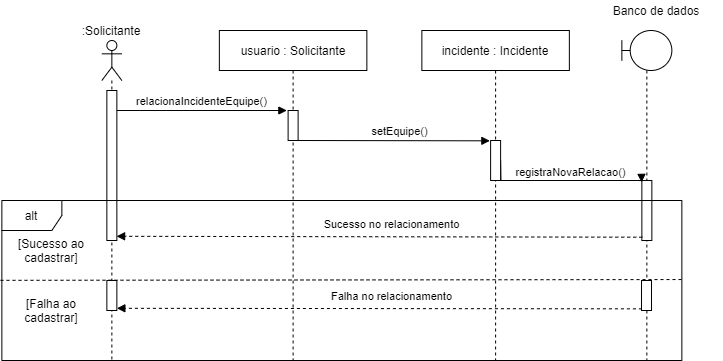 Banco de dados
:Solicitante
usuario : Solicitante
incidente : Incidente
relacionaIncidenteEquipe()
setEquipe()
registraNovaRelacao()
alt
Sucesso no relacionamento
[Sucesso ao
cadastrar]
Falha no relacionamento
[Falha ao
cadastrar]